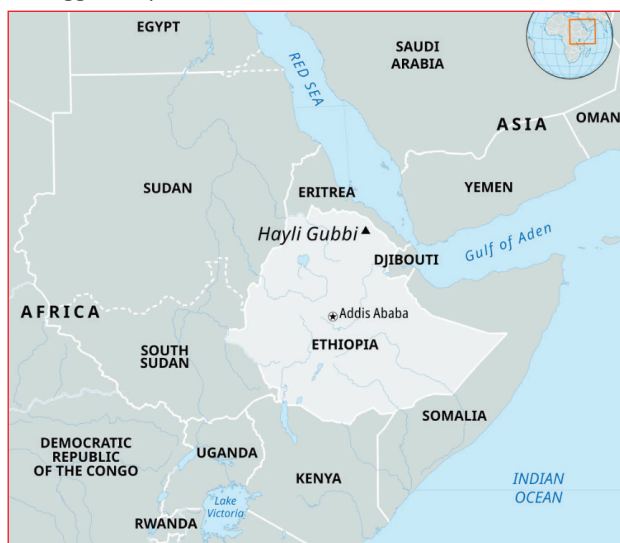 EGYPT
SAUDI
ARABIA
RED SEA
ASIA
OMAN
SUDAN
ERITREA
YEMEN
Hayli Gubbi
Gulf of Aden
DJIBOUTI
AFRICA
Addis Ababa
ETHIOPIA
SOUTH
SUDAN
SOMALIA
DEMOCRATIC
REPUBLIC
OF THE CONGO
UGANDA
KENYA
INDIAN
OCEAN
Lake
Victoria
RWANDA